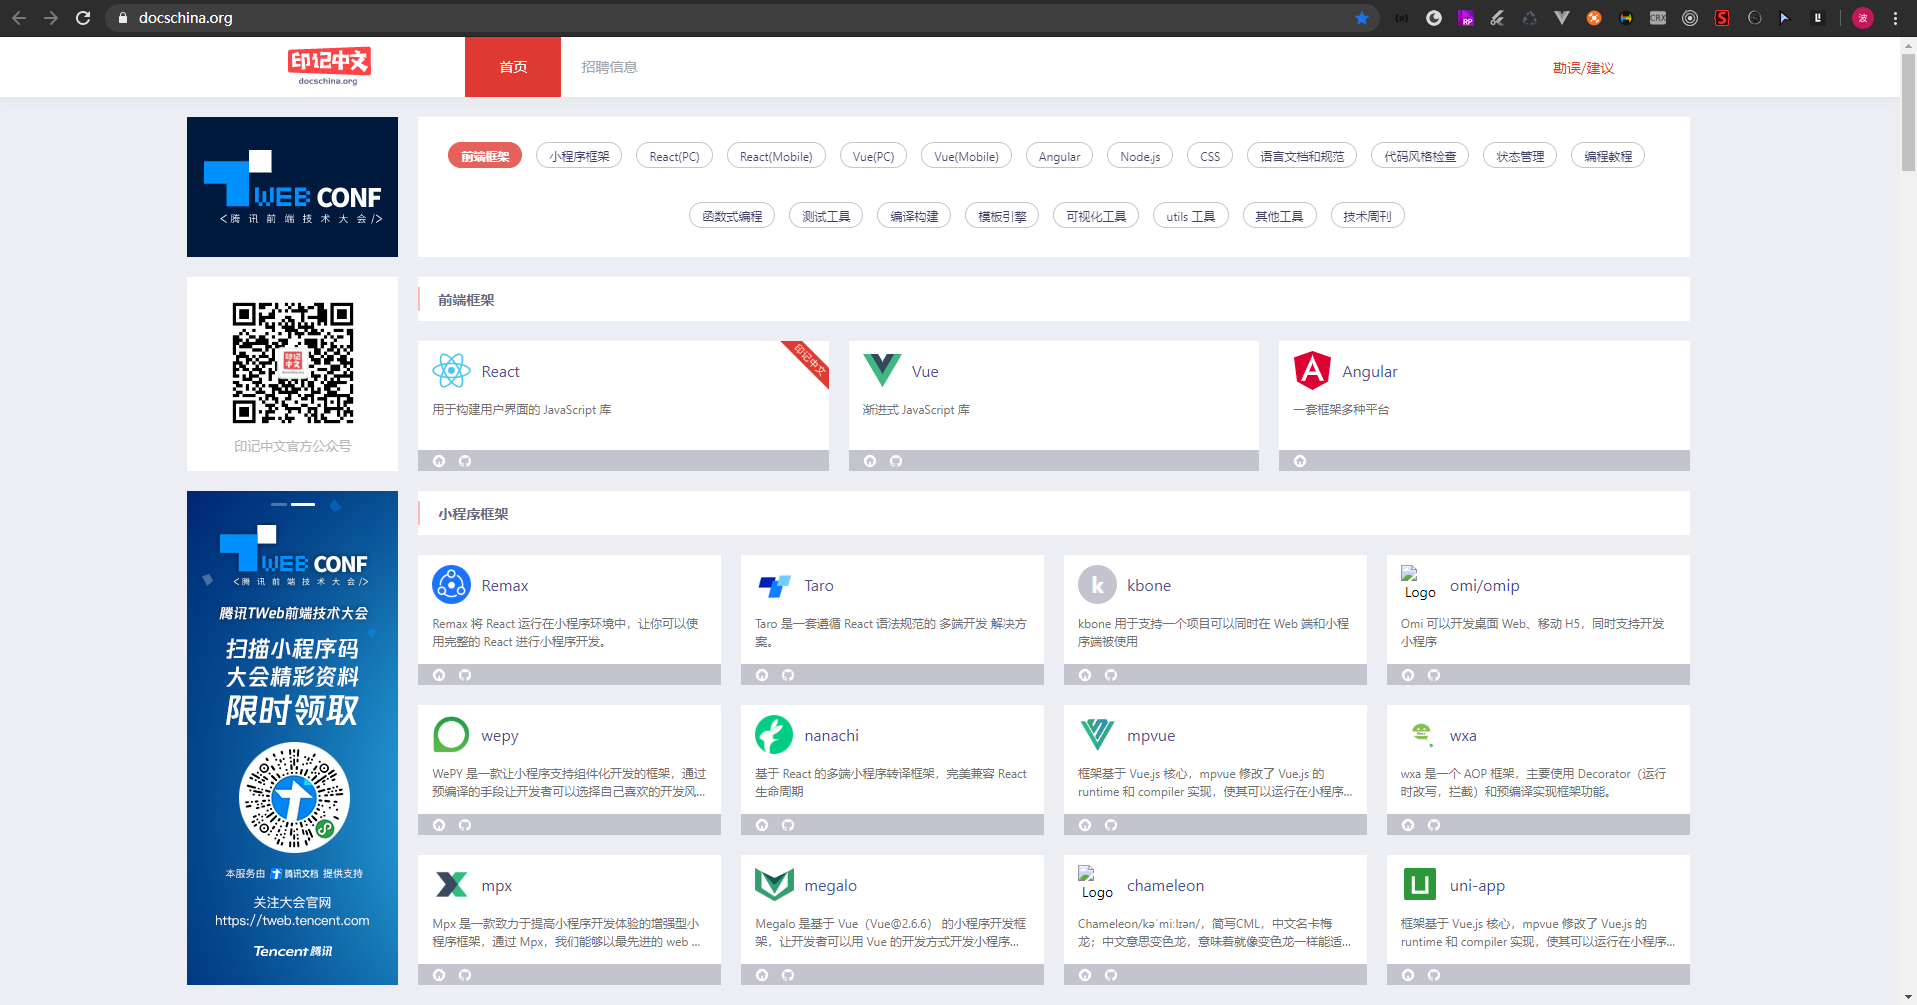 docschina.org
波
印记中文
docschina.org
首页
招聘信息
勘误/建议
WEB CONF
<腾讯前端技术大会/>
前端框架
小程序框架
React(PC)
React(Mobile)
Vue(PC)
Vue(Mobile)
Angular
Node.js
CSS
语言文档和规范
代码风格检查
状态管理
编程教程
函数式编程
测试工具
编译构建
模板引擎
可视化工具
utils 工具
其他工具
技术周刊
印记中文
印记中文官方公众号
前端框架
React
印记中文
用于构建用户界面的 JavaScript 库
Vue
渐进式 JavaScript 库
Angular
一套框架多种平台
WEB CONF
<腾讯前端技术大会/>
腾讯TWeb前端技术大会
扫描小程序码
大会精彩资料
限时领取
本服务由 腾讯文档 提供支持
关注大会官网
https://tweb.tencent.com
Tencent 腾讯
小程序框架
Remax
Remax 将 React 运行在小程序环境中，让你可以使
用完整的 React 进行小程序开发。
Taro
Taro 是一套遵循 React 语法规范的 多端开发 解决方
案。
k
kbone
kbone 用于支持一个项目可以同时在 Web 端和小程
序端被使用
Logo
omi/omip
Omi 可以开发桌面 Web、移动 H5，同时支持开发
小程序
wepy
WePY 是一款让小程序支持组件化开发的框架，通过
预编译的手段让开发者可以选择自己喜欢的开发风...
nanachi
基于 React 的多端小程序转译框架，完美兼容 React
生命周期
mpvue
框架基于 Vue.js 核心，mpvue 修改了 Vue.js 的
runtime 和 compiler 实现，使其可以运行在小程序...
wxa
wxa 是一个 AOP 框架，主要使用 Decorator（运行
时改写，拦截）和预编译实现框架功能。
mpx
Mpx 是一款致力于提高小程序开发体验的增强型小
程序框架，通过 Mpx，我们能够以最先进的 web ...
megalo
Megalo 是基于 Vue（Vue@2.6.6） 的小程序开发框
架，让开发者可以用 Vue 的开发方式开发小程序...
Logo
chameleon
Chameleon/kəˈmiːlɪən/，简写CML，中文名卡梅
龙；中文意思变色龙，意味着就像变色龙一样能适...
uni-app
框架基于 Vue.js 核心，mpvue 修改了 Vue.js 的
runtime 和 compiler 实现，使其可以运行在小程序...